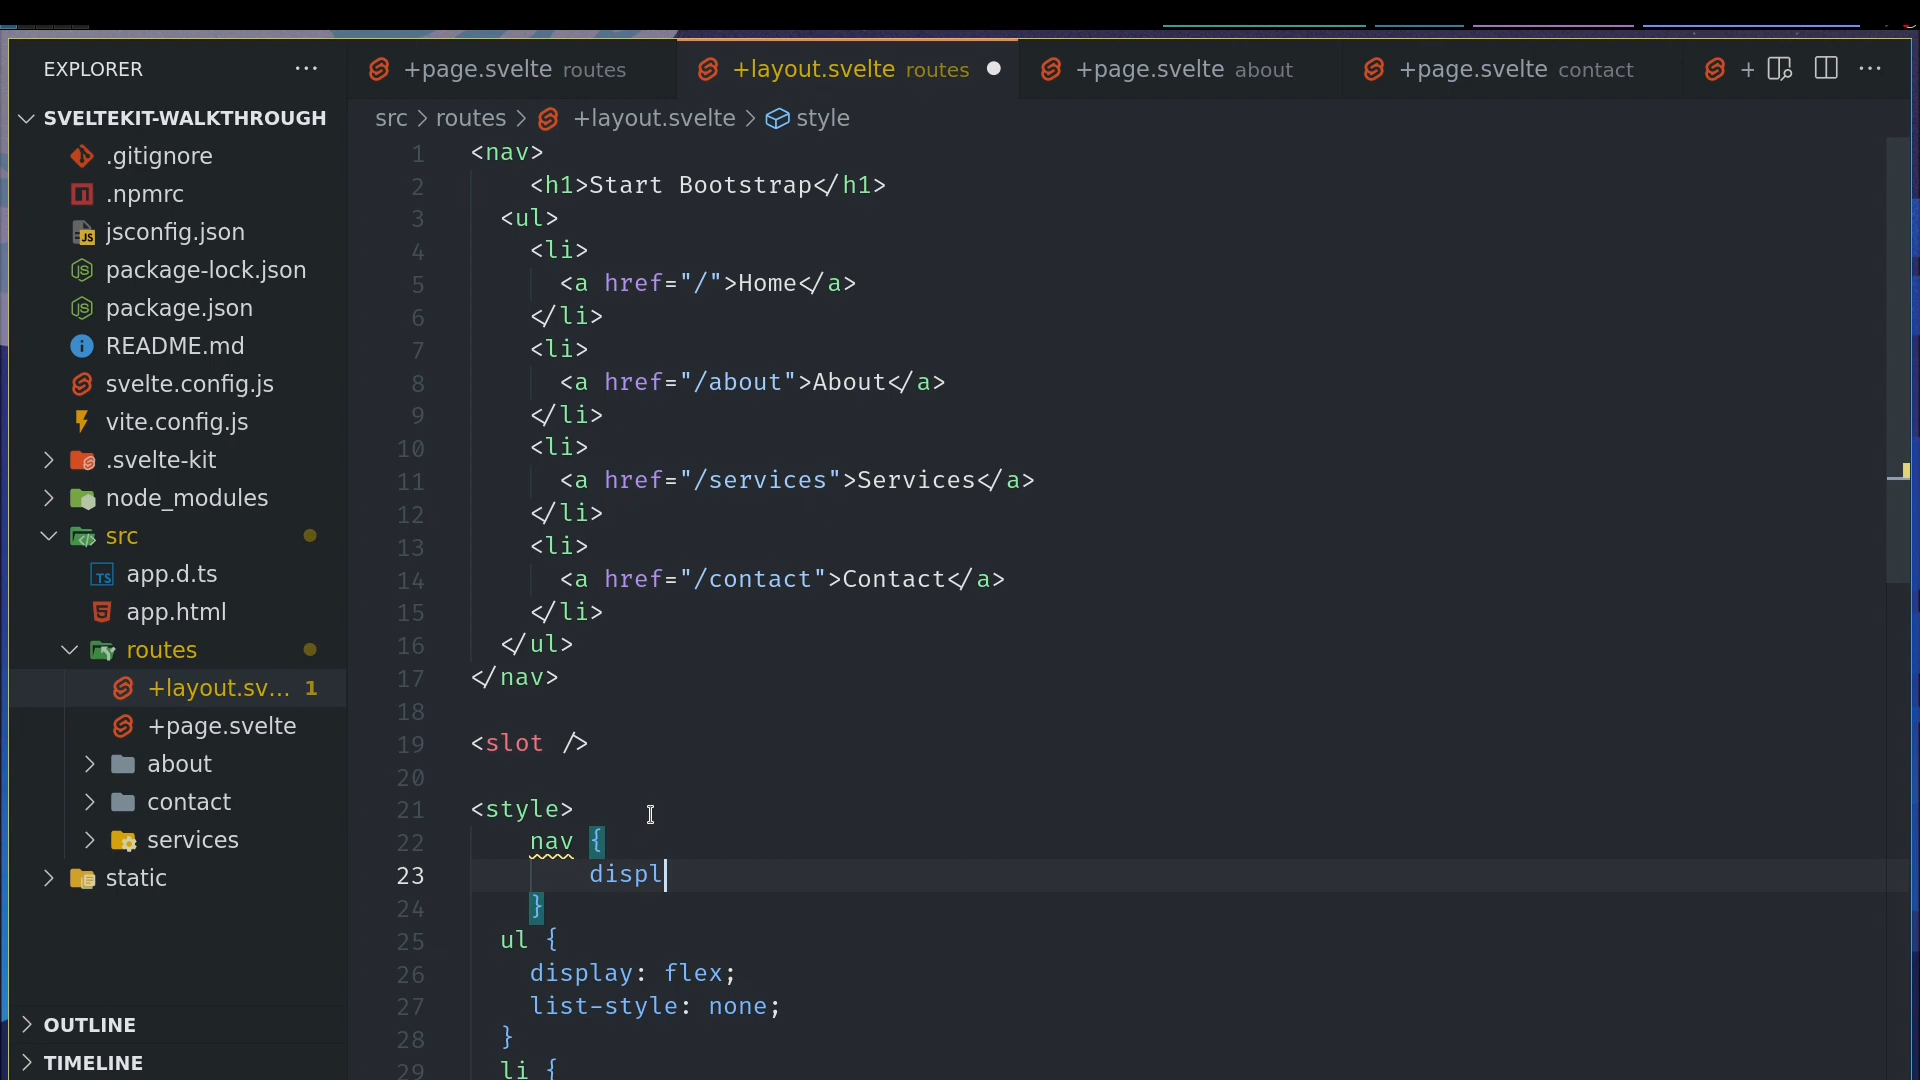 EXPLORER
SVELTEKIT-WALKTHROUGH
.gitignore
.npmrc
jsconfig.json
package-lock.json
package.json
README.md
svelte.config.js
vite.config.js
.svelte-kit
node_modules
src
app.d.ts
app.html
routes
+layout.sv... 1
+page.svelte
about
contact
services
static
OUTLINE
TIMELINE
+page.svelte routes
+layout.svelte routes
+page.svelte about
+page.svelte contact
+
src > routes > +layout.svelte > style
1 <nav>
2 <h1>Start Bootstrap</h1>
3 <ul>
4 <li>
5 <a href="/">Home</a>
6 </li>
7 <li>
8 <a href="/about">About</a>
9 </li>
10 <li>
11 <a href="/services">Services</a>
12 </li>
13 <li>
14 <a href="/contact">Contact</a>
15 </li>
16 </ul>
17 </nav>
18
19 <slot />
20
21 <style>
22 nav {
23 displ
24 }
25 ul {
26 display: flex;
27 list-style: none;
28 }
29 li {